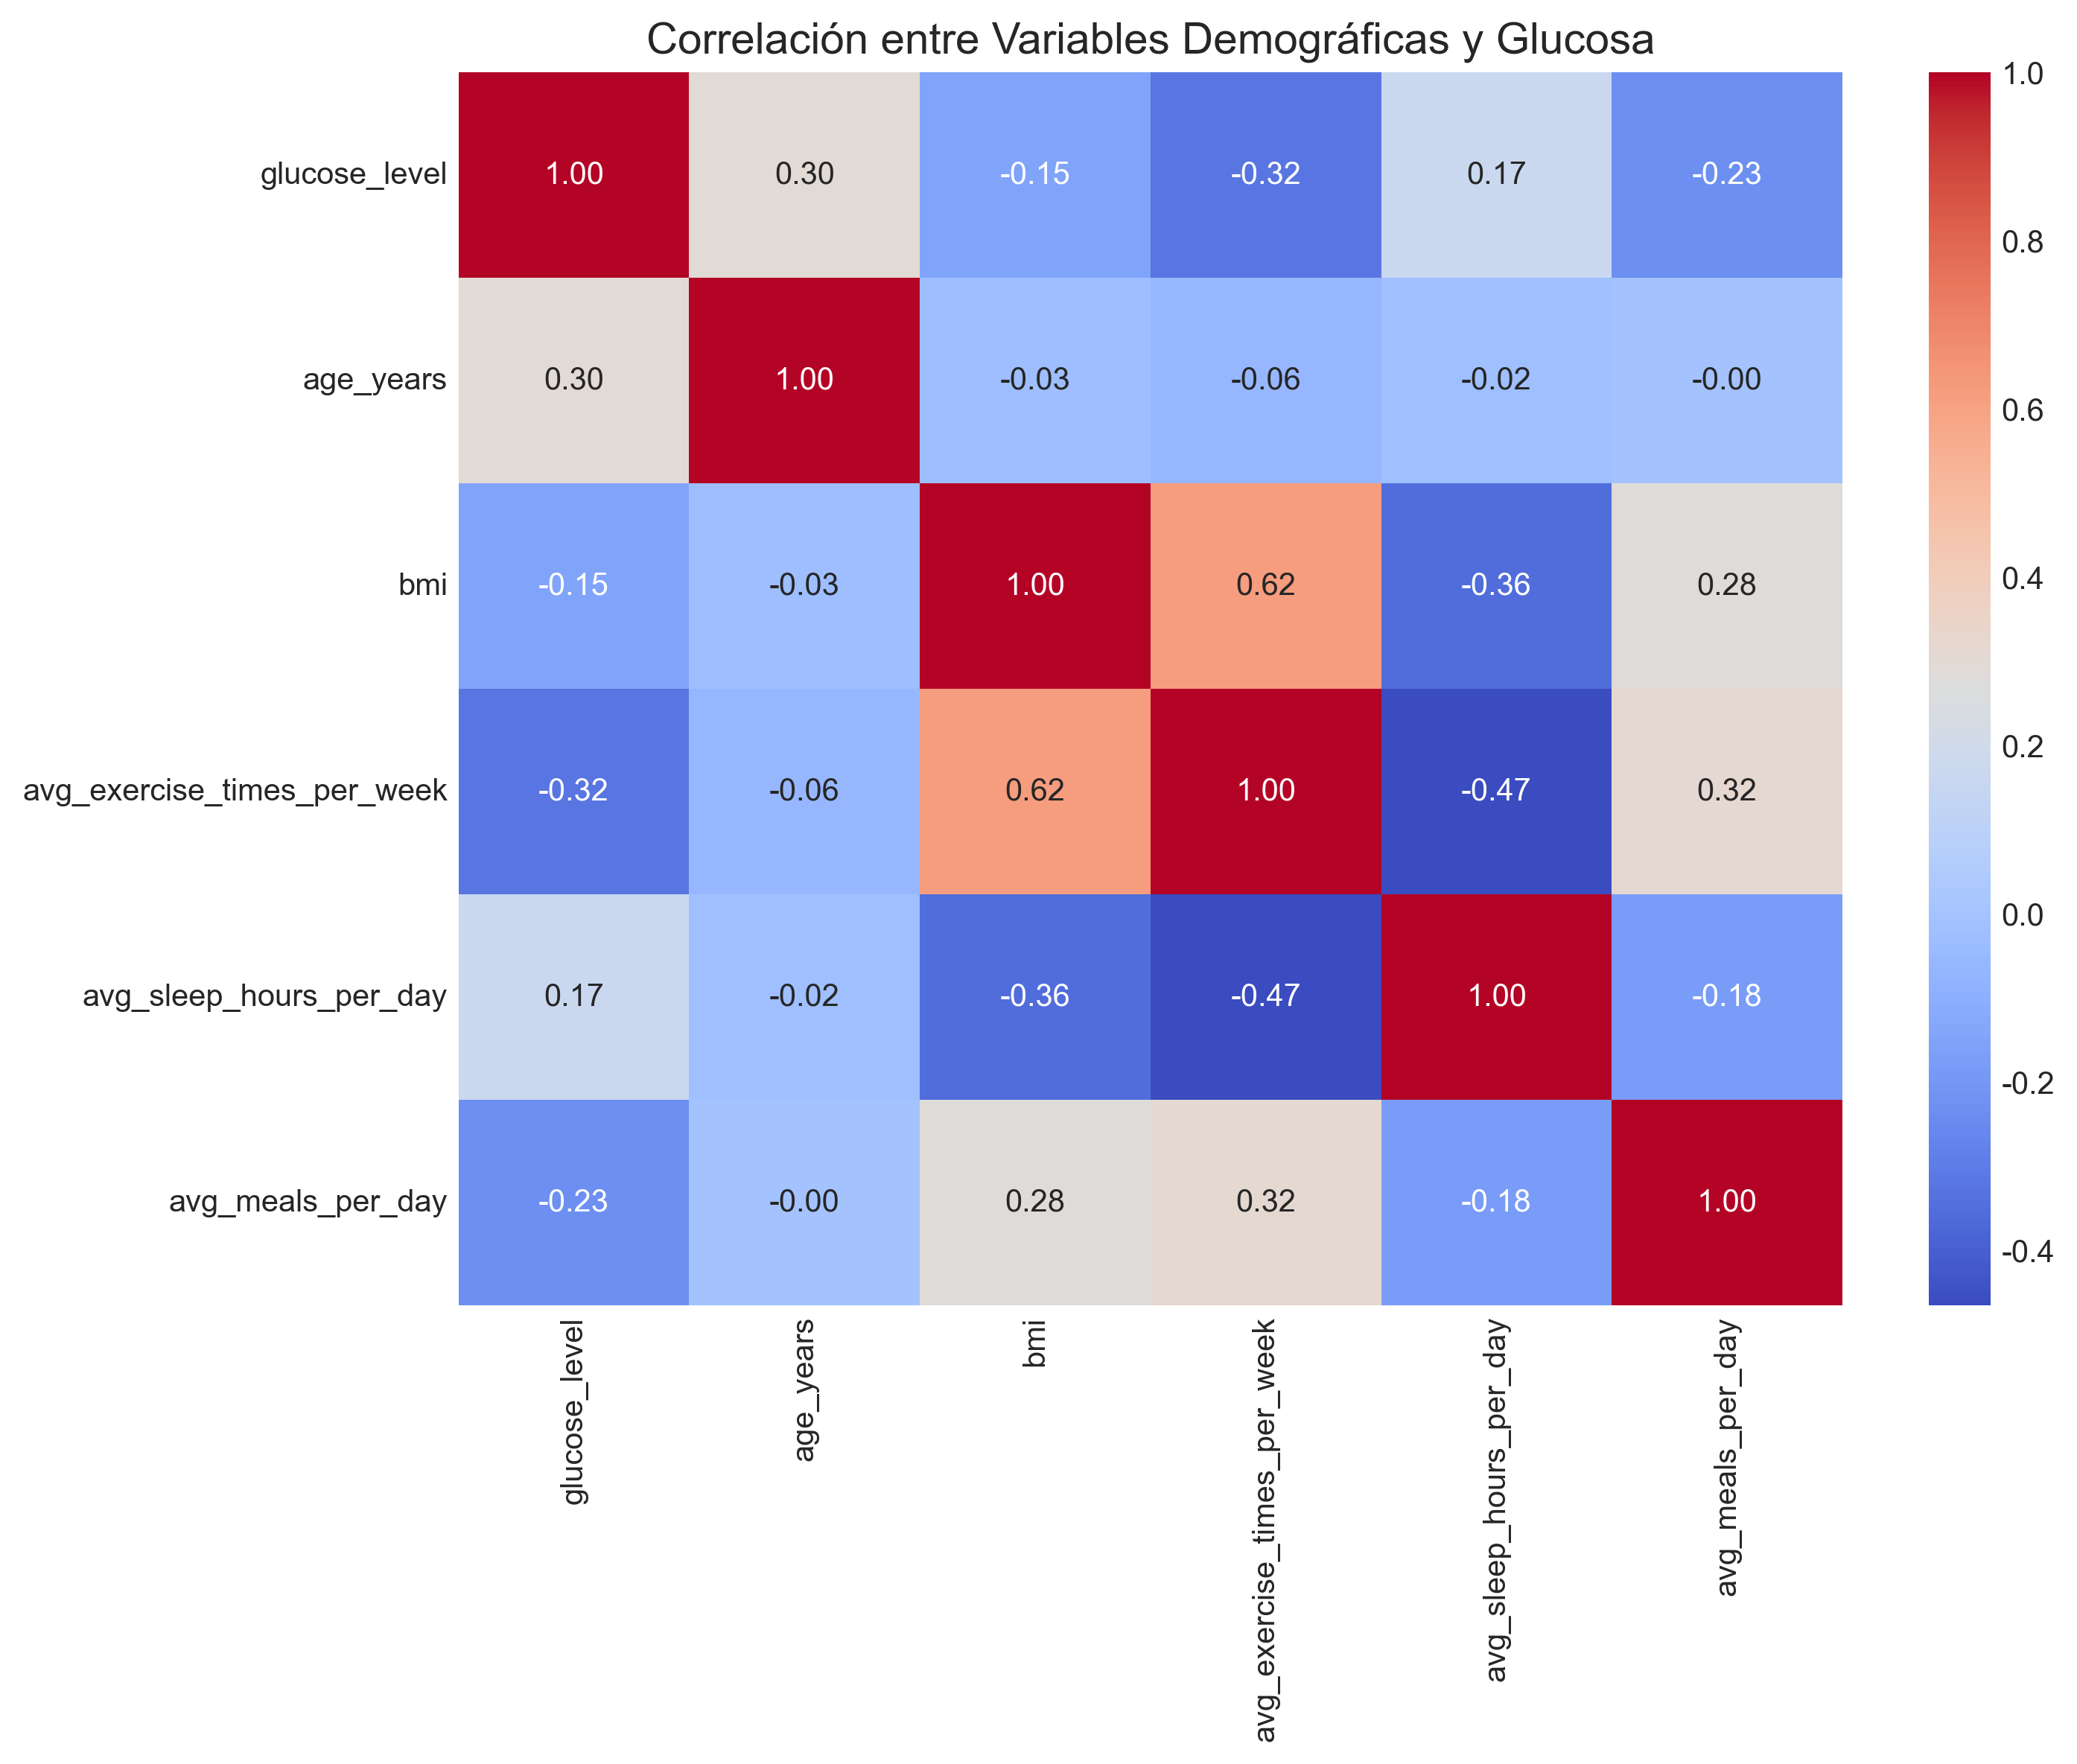 Correlación entre Variables Demográficas y Glucosa
glucose_level 1.00 0.30 -0.15 -0.32 0.17 -0.23
age_years 0.30 1.00 -0.03 -0.06 -0.02 -0.00
bmi -0.15 -0.03 1.00 0.62 -0.36 0.28
avg_exercise_times_per_week -0.32 -0.06 0.62 1.00 -0.47 0.32
avg_sleep_hours_per_day 0.17 -0.02 -0.36 -0.47 1.00 -0.18
avg_meals_per_day -0.23 -0.00 0.28 0.32 -0.18 1.00
glucose_level
age_years
bmi
avg_exercise_times_per_week
avg_sleep_hours_per_day
avg_meals_per_day
1.0
0.8
0.6
0.4
0.2
0.0
-0.2
-0.4